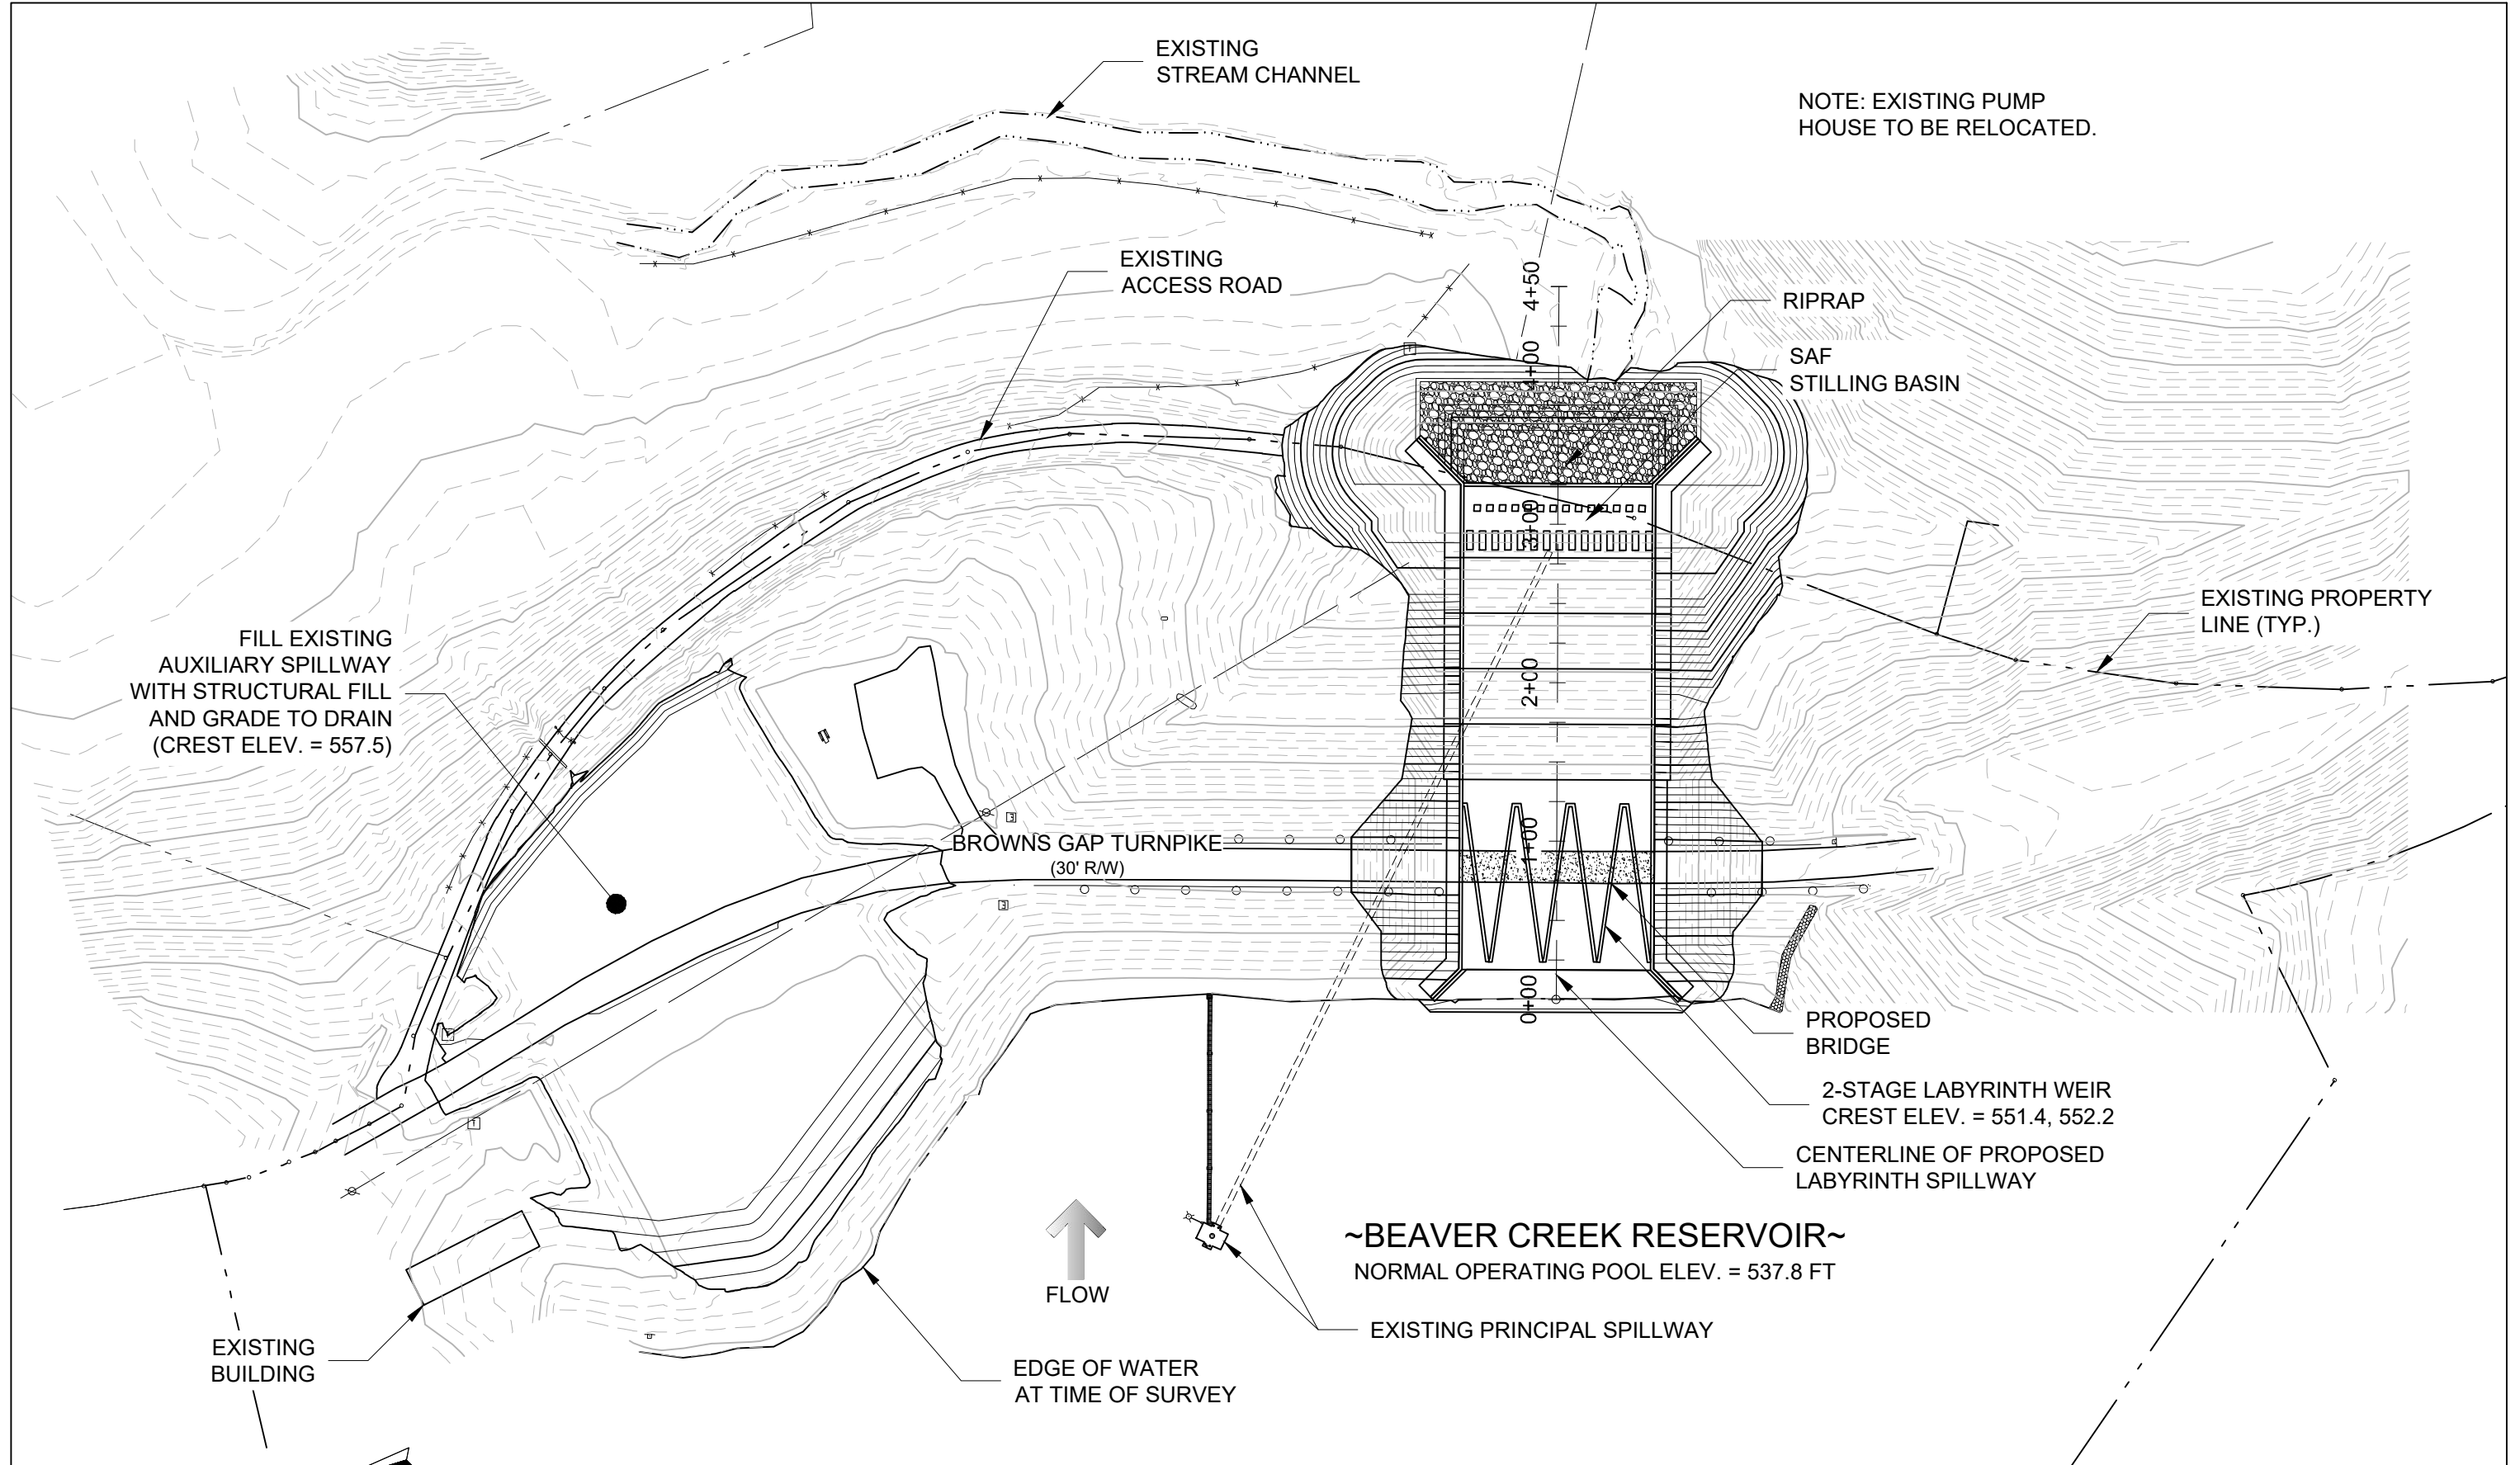 EXISTING
STREAM CHANNEL
NOTE: EXISTING PUMP
HOUSE TO BE RELOCATED.
EXISTING
ACCESS ROAD
4+50
RIPRAP
4+00
SAF
STILLING BASIN
3+00
EXISTING PROPERTY
LINE (TYP.)
FILL EXISTING
AUXILIARY SPILLWAY
WITH STRUCTURAL FILL
AND GRADE TO DRAIN
(CREST ELEV. = 557.5)
2+00
BROWNS GAP TURNPIKE
(30' R/W)
1+00
0+00
PROPOSED
BRIDGE
2-STAGE LABYRINTH WEIR
CREST ELEV. = 551.4, 552.2
CENTERLINE OF PROPOSED
LABYRINTH SPILLWAY
~BEAVER CREEK RESERVOIR~
NORMAL OPERATING POOL ELEV. = 537.8 FT
FLOW
EXISTING PRINCIPAL SPILLWAY
EXISTING
BUILDING
EDGE OF WATER
AT TIME OF SURVEY